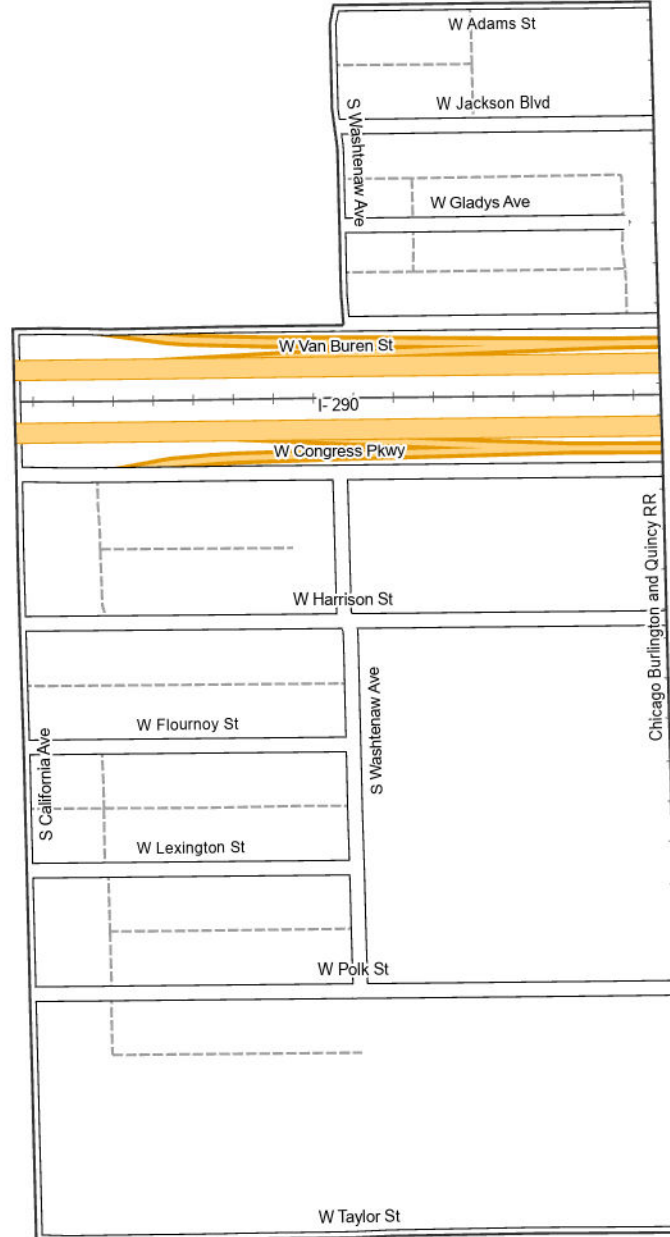 W Adams St
W Jackson Blvd
S Washtenaw Ave
W Gladys Ave
W Van Buren St
I-290
W Congress Pkwy
Chicago Burlington and Quincy RR
W Harrison St
S Washtenaw Ave
W Flournoy St
S California Ave
W Lexington St
W Polk St
W Taylor St